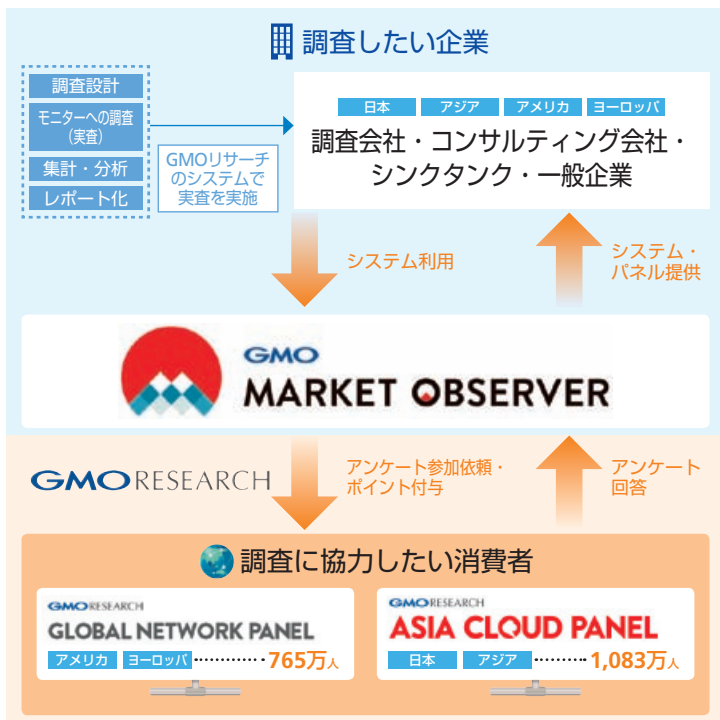 調査したい企業
調査設計
モニターへの調査
(実査)
集計・分析
レポート化
GMOリサーチ
のシステムで
実査を実施
日本 アジア アメリカ ヨーロッパ
調査会社・コンサルティング会社・
シンクタンク・一般企業
システム利用
システム・
パネル提供
GMO
MARKET OBSERVER
GMO RESEARCH
アンケート参加依頼・
ポイント付与
アンケート
回答
調査に協力したい消費者
GMO RESEARCH
GLOBAL NETWORK PANEL
アメリカ ヨーロッパ ············ 765万人
GMO RESEARCH
ASIA CLOUD PANEL
日本 アジア ········· 1,083万人